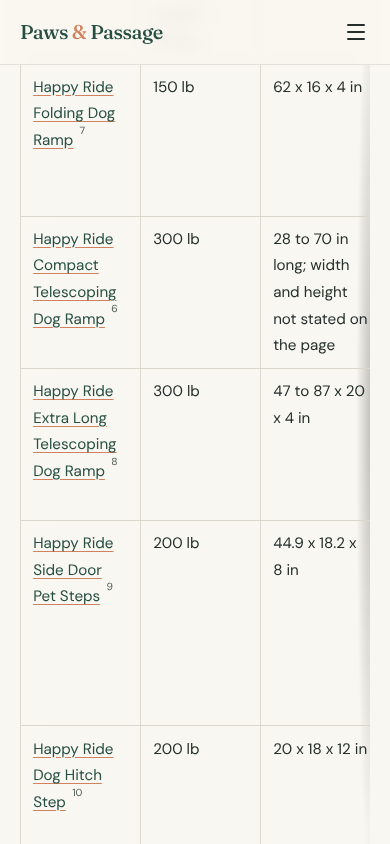 Paws & Passage
Happy Ride
Folding Dog
Ramp 7
150 lb
62 x 16 x 4 in
Happy Ride
Compact
Telescoping
Dog Ramp 6
300 lb
28 to 70 in
long; width
and height
not stated on
the page
Happy Ride
Extra Long
Telescoping
Dog Ramp 8
300 lb
47 to 87 x 20
x 4 in
Happy Ride
Side Door
Pet Steps 9
200 lb
44.9 x 18.2 x
8 in
Happy Ride
Dog Hitch
Step 10
200 lb
20 x 18 x 12 in